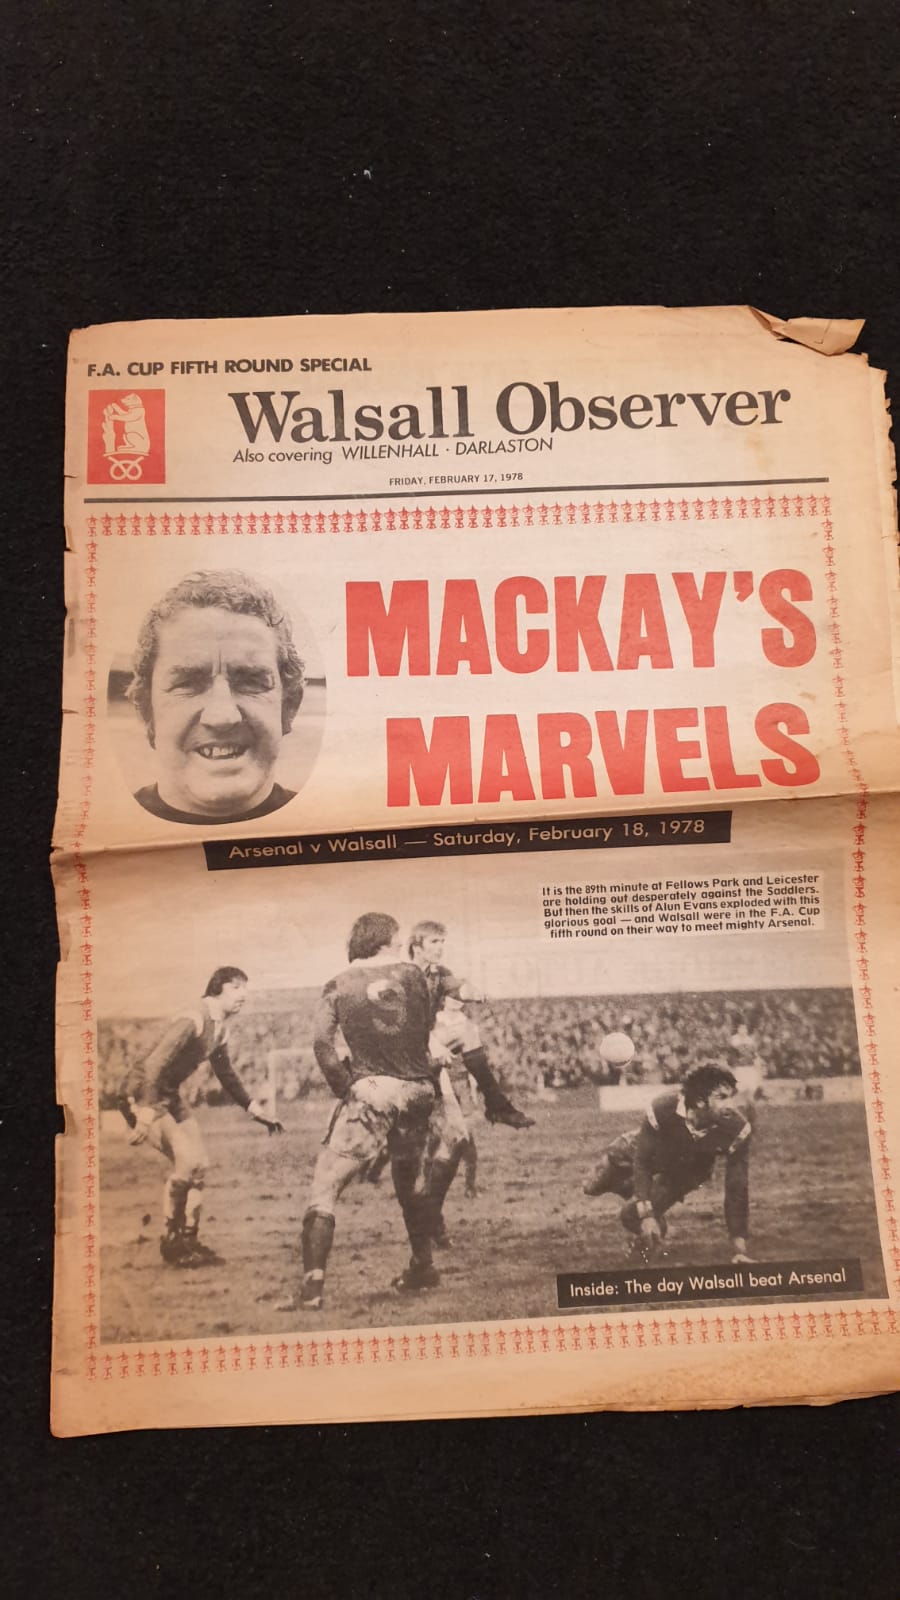 F.A. CUP FIFTH ROUND SPECIAL
Walsall Observer
Also covering WILLENHALL · DARLASTON
FRIDAY, FEBRUARY 17, 1978
MACKAY'S
MARVELS
Arsenal v Walsall — Saturday, February 18, 1978
It is the 89th minute at Fellows Park and Leicester
are holding out desperately against the Saddlers.
But then the skills of Alun Evans exploded with this
glorious goal — and Walsall were in the F.A. Cup
fifth round on their way to meet mighty Arsenal.
9
Inside: The day Walsall beat Arsenal